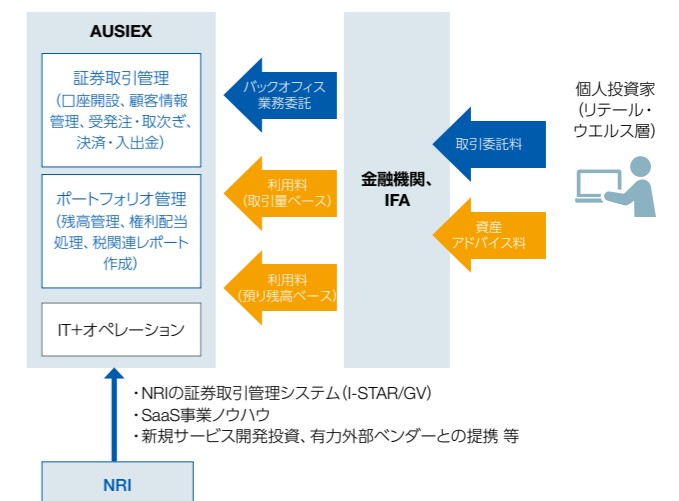 AUSIEX
証券取引管理
(口座開設、顧客情報
管理、受発注・取次ぎ、
決済・入出金)
ポートフォリオ管理
(残高管理、権利配当
処理、税関連レポート
作成)
IT+オペレーション
バックオフィス
業務委託
利用料
(取引量ベース)
利用料
(預り残高ベース)
金融機関、
IFA
取引委託料
資産
アドバイス料
個人投資家
(リテール・
ウエルス層)
・NRIの証券取引管理システム(I-STAR/GV)
・SaaS事業ノウハウ
・新規サービス開発投資、有力外部ベンダーとの提携 等
NRI